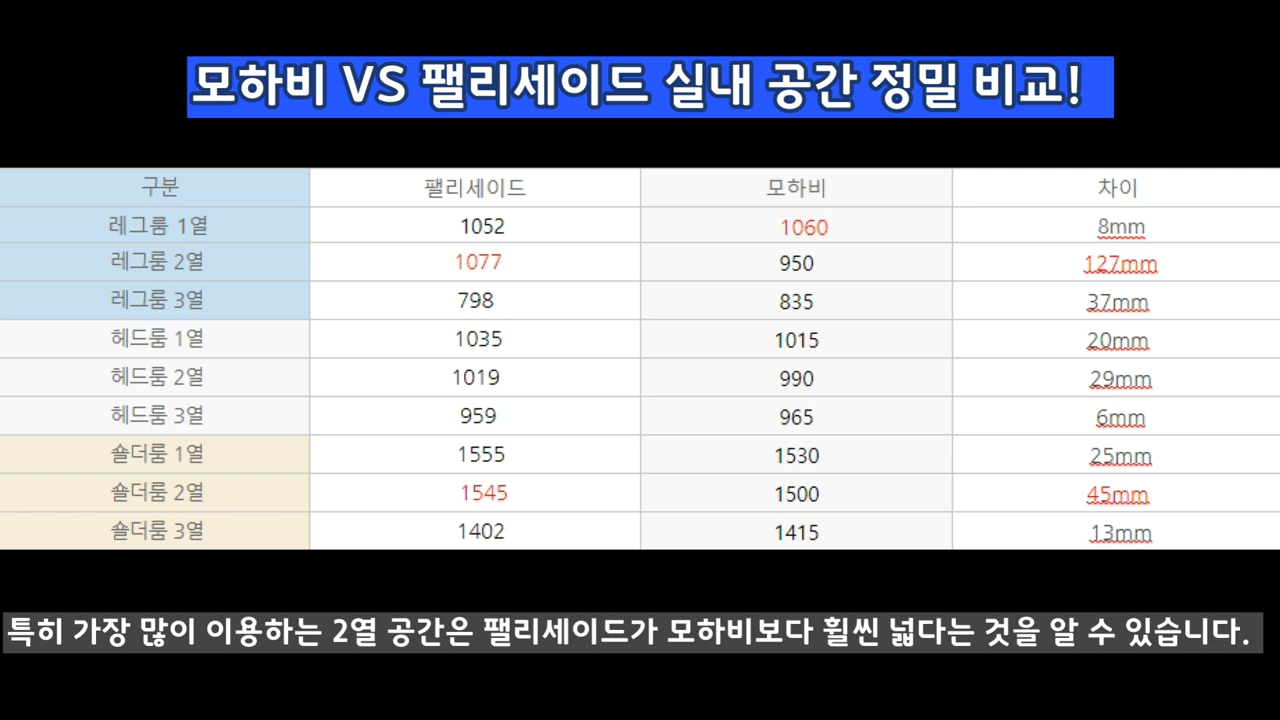 모하비 VS 팰리세이드 실내 공간 정밀 비교!
구분 팰리세이드 모하비 차이
레그룸 1열 1052 1060 8mm
레그룸 2열 1077 950 127mm
레그룸 3열 798 835 37mm
헤드룸 1열 1035 1015 20mm
헤드룸 2열 1019 990 29mm
헤드룸 3열 959 965 6mm
숄더룸 1열 1555 1530 25mm
숄더룸 2열 1545 1500 45mm
숄더룸 3열 1402 1415 13mm
특히 가장 많이 이용하는 2열 공간은 팰리세이드가 모하비보다 훨씬 넓다는 것을 알 수 있습니다.